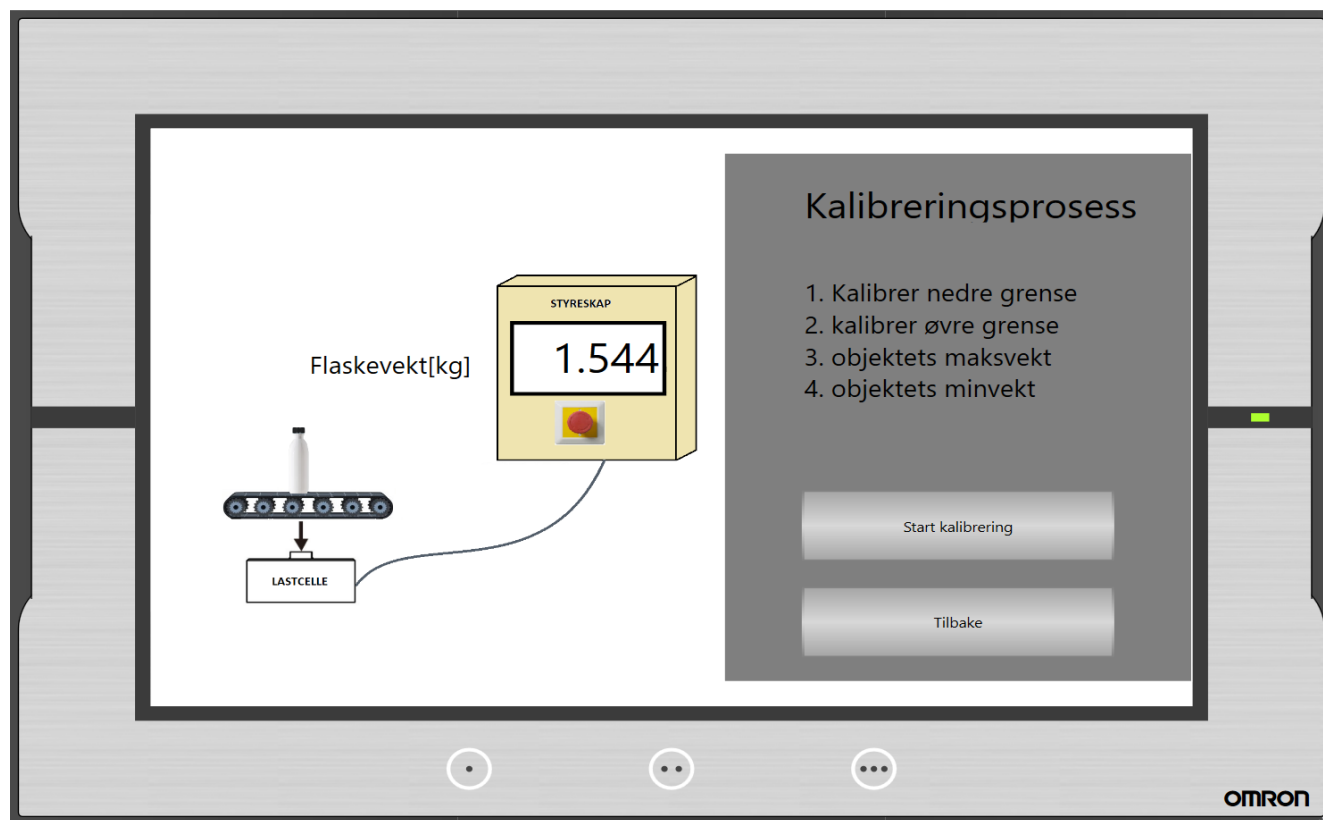 Kalibreringsprosess
STYRESKAP
1.544
Flaskevekt[kg]
LASTCELLE
1. Kalibrer nedre grense
2. kalibrer øvre grense
3. objektets maksvekt
4. objektets minvekt
Start kalibrering
Tilbake
OMRON